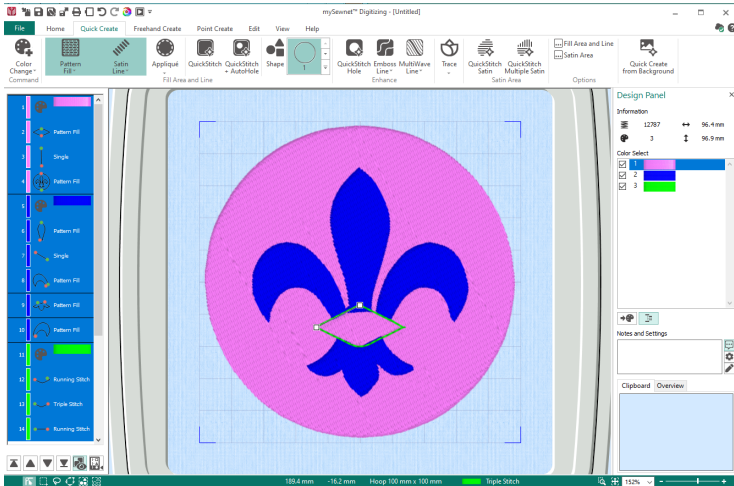 mySewnet™ Digitizing - [Untitled]
File Home Quick Create Freehand Create Point Create Edit View Help
Color Change
Pattern Fill
Satin Line
Appliqué
QuickStitch
QuickStitch + AutoHole
Shape
QuickStitch Hole
Emboss Line
MultiWave Line
Trace
QuickStitch Satin
QuickStitch Multiple Satin
Fill Area and Line
Satin Area
Quick Create from Background
Command Fill Area and Line Enhance Satin Area Options
1
2 Pattern Fill
3 Single
4 Pattern Fill
5
6 Pattern Fill
7 Single
8 Pattern Fill
9 Pattern Fill
10 Pattern Fill
11
12 Running Stitch
13 Triple Stitch
14 Running Stitch
Design Panel
Information
12787 96.4 mm
3 96.9 mm
Color Select
1
2
3
Notes and Settings
Clipboard Overview
189.4 mm -16.2 mm Hoop 100 mm x 100 mm Triple Stitch 152%